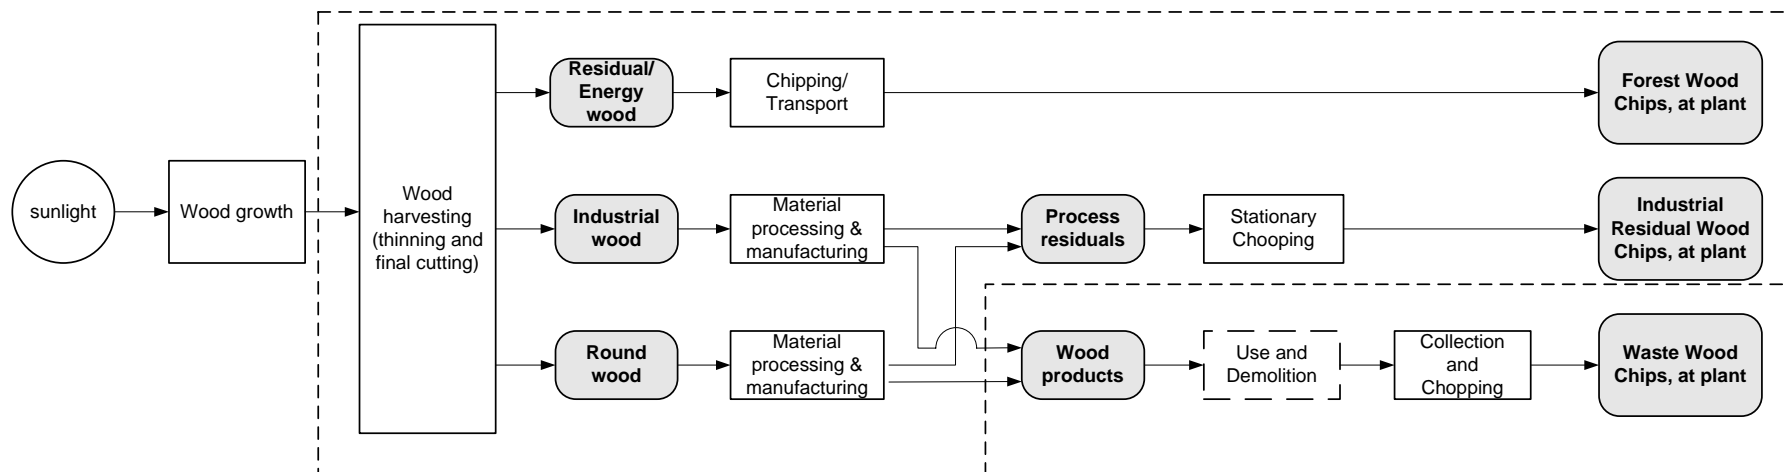 sunlight
Wood growth
Wood
harvesting
(thinning and
final cutting)
Residual/
Energy
wood
Chipping/
Transport
Forest Wood
Chips, at plant
Industrial
wood
Material
processing &
manufacturing
Process
residuals
Stationary
Chooping
Industrial
Residual Wood
Chips, at plant
Round
wood
Material
processing &
manufacturing
Wood
products
Use and
Demolition
Collection
and
Chopping
Waste Wood
Chips, at plant